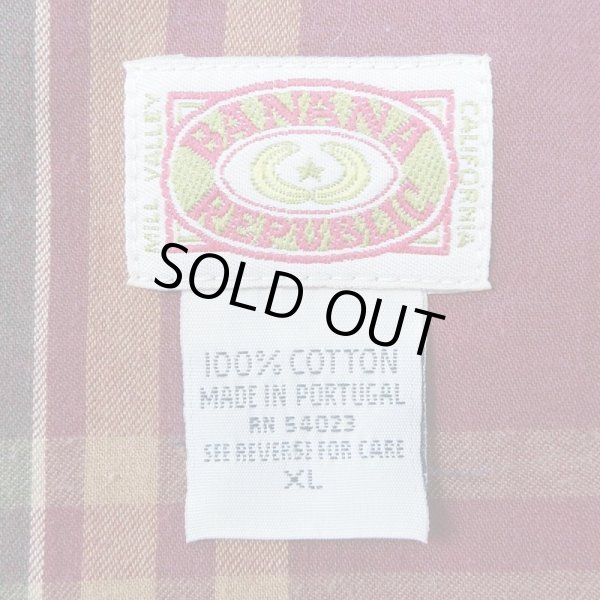 MILL VALLEY
BANANA
REPUBLIC
CALIFORNIA
SOLD OUT
100% COTTON
MADE IN PORTUGAL
RN 54023
SEE REVERSE FOR CARE
XL